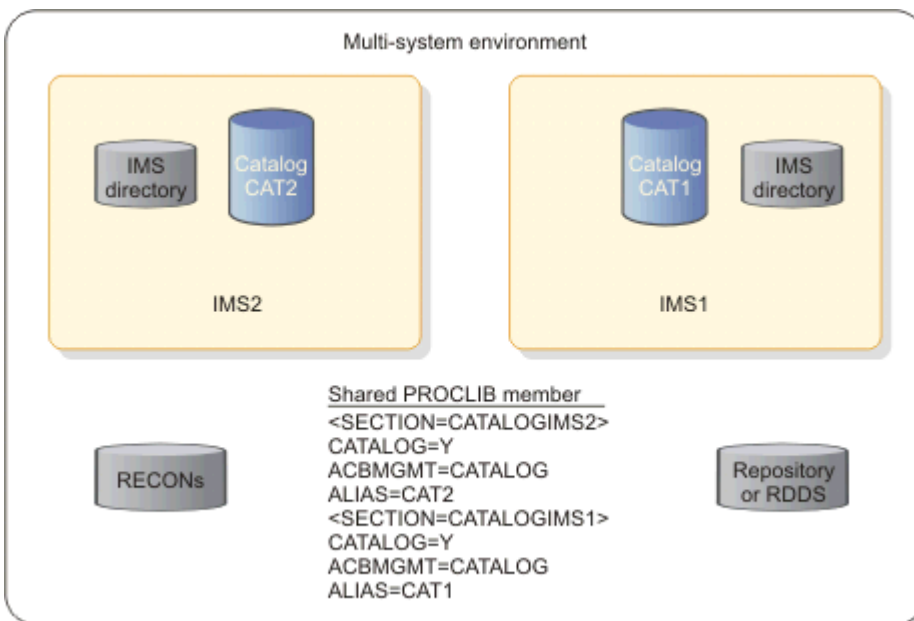 Multi-system environment
IMS
directory
Catalog
CAT2
IMS2
Catalog
CAT1
IMS
directory
IMS1
RECONs
Shared PROCLIB member
<SECTION=CATALOGIMS2>
CATALOG=Y
ACBMGMT=CATALOG
ALIAS=CAT2
<SECTION=CATALOGIMS1>
CATALOG=Y
ACBMGMT=CATALOG
ALIAS=CAT1
Repository
or RDDS